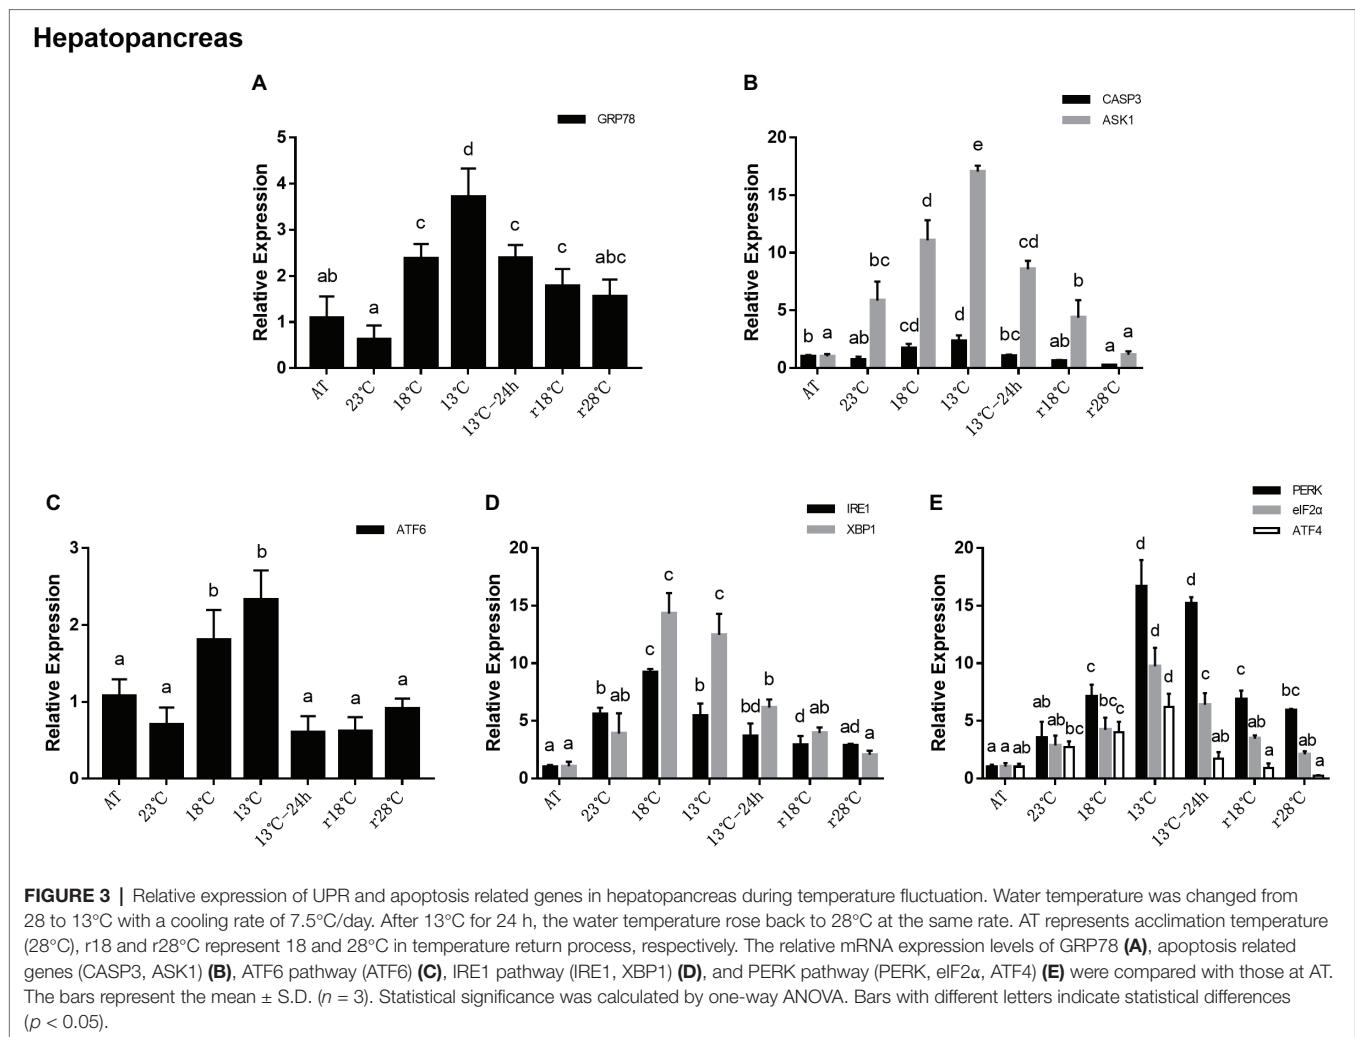 Hepatopancreas
A
GRP78
Relative Expression
5
4
3
2
1
0
ab
a
c
d
c
c
abc
AT
23℃
18℃
13℃
13℃-24h
r18℃
r28℃
B
CASP3
ASK1
Relative Expression
20
15
10
5
0
b
a
ab
bc
cd
d
d
e
bc
cd
ab
b
a
a
AT
23℃
18℃
13℃
13℃-24h
r18℃
r28℃
C
ATF6
Relative Expression
3
2
1
0
a
a
b
b
a
a
a
AT
23℃
18℃
13℃
13℃-24h
r18℃
r28℃
D
IRE1
XBP1
Relative Expression
20
15
10
5
0
a
a
b
ab
c
c
b
c
bd
b
d
ab
ad
a
AT
23℃
18℃
13℃
13℃-24h
r18℃
r28℃
E
PERK
eIF2α
ATF4
Relative Expression
20
15
10
5
0
a
a
ab
ab
ab
bc
c
bc
c
d
d
d
d
c
ab
c
ab
a
bc
ab
a
AT
23℃
18℃
13℃
13℃-24h
r18℃
r28℃
FIGURE 3 | Relative expression of UPR and apoptosis related genes in hepatopancreas during temperature fluctuation. Water temperature was changed from
28 to 13°C with a cooling rate of 7.5°C/day. After 13°C for 24 h, the water temperature rose back to 28°C at the same rate. AT represents acclimation temperature
(28°C), r18 and r28°C represent 18 and 28°C in temperature return process, respectively. The relative mRNA expression levels of GRP78 (A), apoptosis related
genes (CASP3, ASK1) (B), ATF6 pathway (ATF6) (C), IRE1 pathway (IRE1, XBP1) (D), and PERK pathway (PERK, eIF2α, ATF4) (E) were compared with those at AT.
The bars represent the mean ± S.D. (n = 3). Statistical significance was calculated by one-way ANOVA. Bars with different letters indicate statistical differences
(p < 0.05).